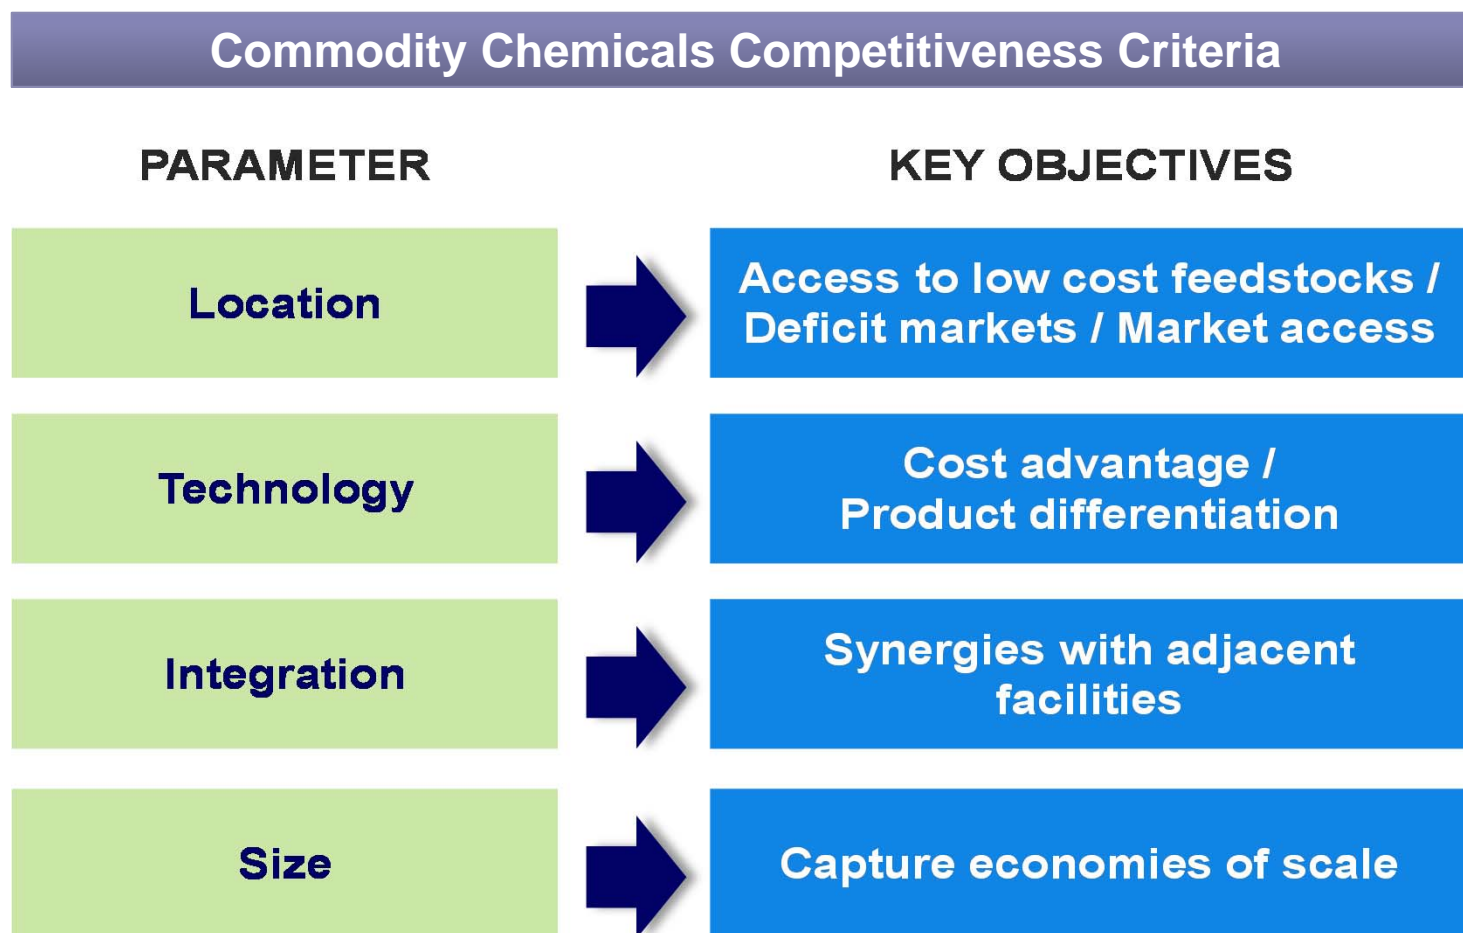 Commodity Chemicals Competitiveness Criteria
PARAMETER
KEY OBJECTIVES
Location
Access to low cost feedstocks /
Deficit markets / Market access
Technology
Cost advantage /
Product differentiation
Integration
Synergies with adjacent
facilities
Size
Capture economies of scale